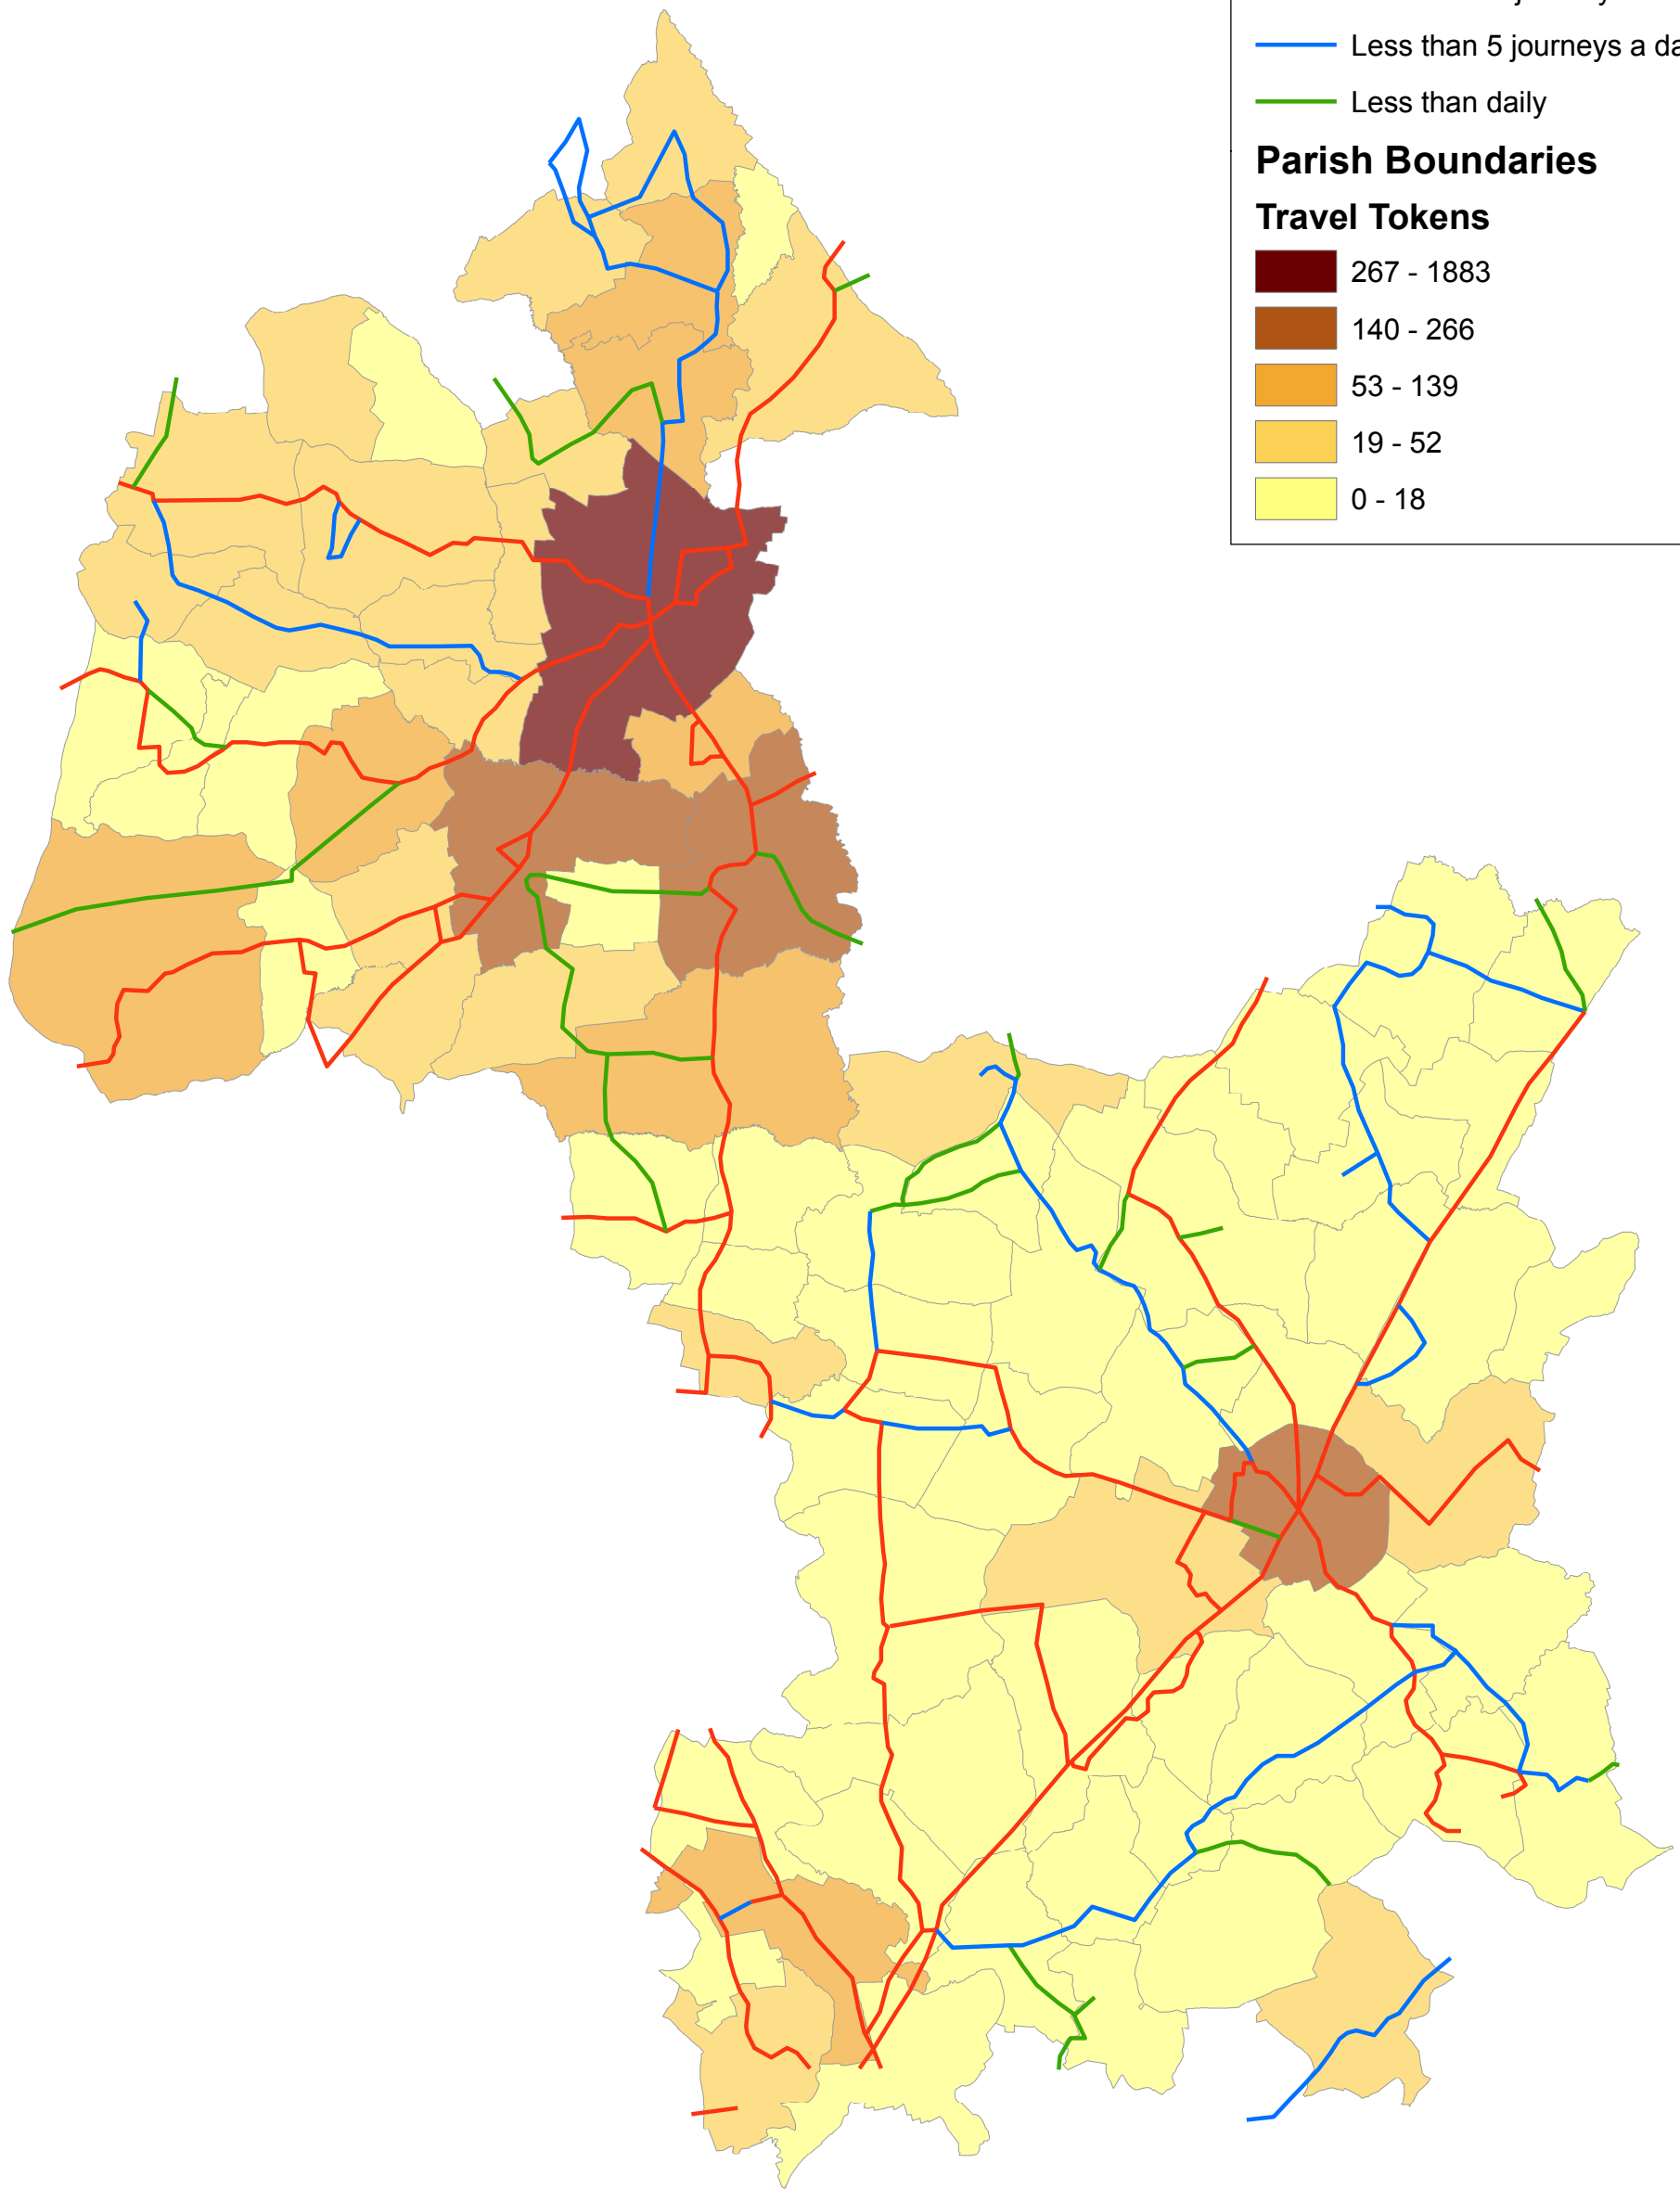 Less than 5 journeys a
Less than daily
Parish Boundaries
Travel Tokens
267 - 1883
140 - 266
53 - 139
19 - 52
0 - 18